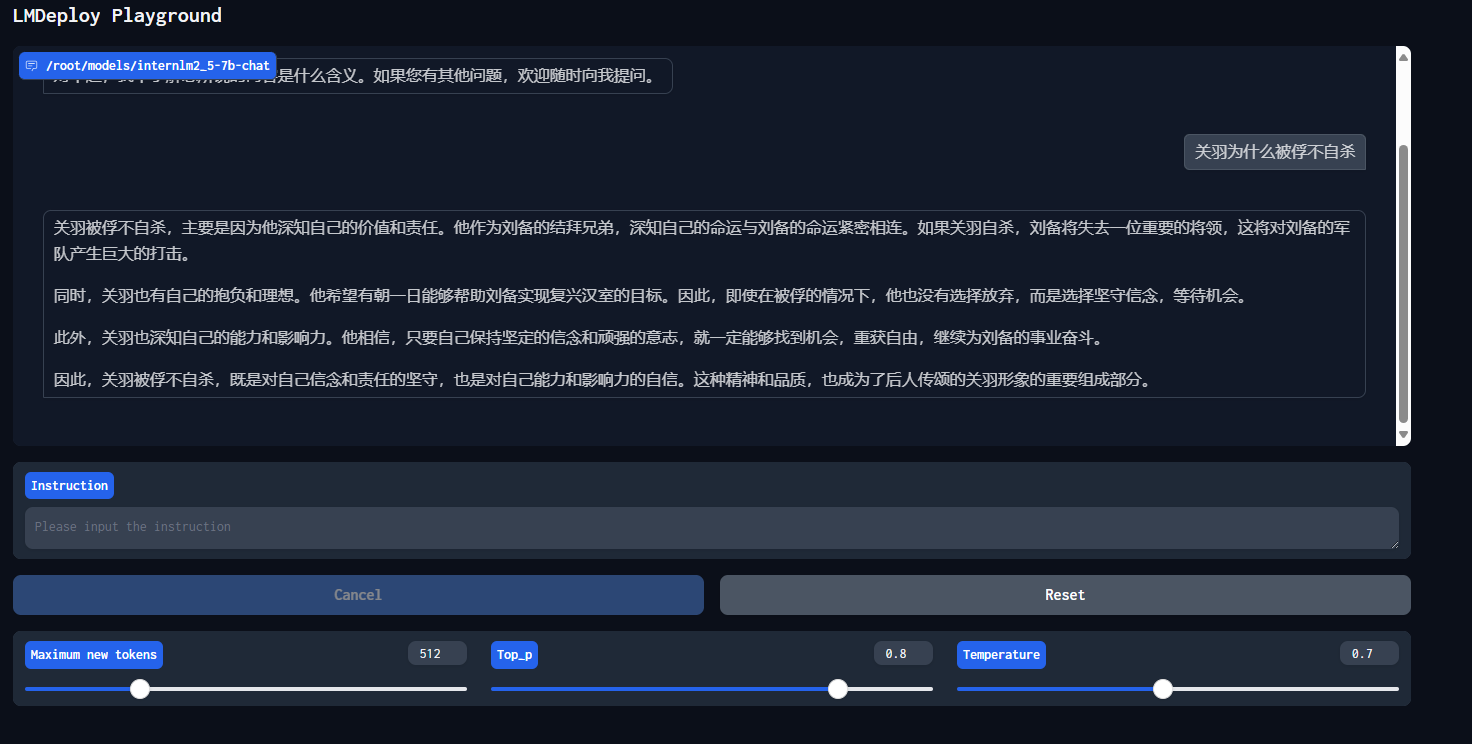 LMDeploy Playground
/root/models/internlm2_5-7b-chat
是什么含义。如果您有其他问题，欢迎随时向我提问。
关羽为什么被俘不自杀
关羽被俘不自杀，主要是因为他深知自己的价值和责任。他作为刘备的结拜兄弟，深知自己的命运与刘备的命运紧密相连。如果关羽自杀，刘备将失去一位重要的将领，这将对刘备的军
队产生巨大的打击。
同时，关羽也有自己的抱负和理想。他希望有朝一日能够帮助刘备实现复兴汉室的目标。因此，即使在被俘的情况下，他也没有选择放弃，而是选择坚守信念，等待机会。
此外，关羽也深知自己的能力和影响力。他相信，只要自己保持坚定的信念和顽强的意志，就一定能够找到机会，重获自由，继续为刘备的事业奋斗。
因此，关羽被俘不自杀，既是对自己信念和责任的坚守，也是对自己能力和影响力的自信。这种精神和品质，也成为了后人传颂的关羽形象的重要组成部分。
Instruction
Please input the instruction
Cancel
Reset
Maximum new tokens
512
Top_p
0.8
Temperature
0.7